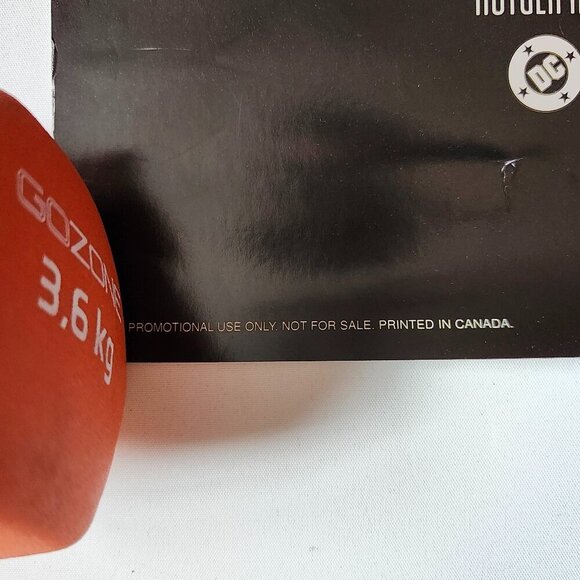 DC
GOZONE
3,6 kg
PROMOTIONAL USE ONLY. NOT FOR SALE. PRINTED IN CANADA.